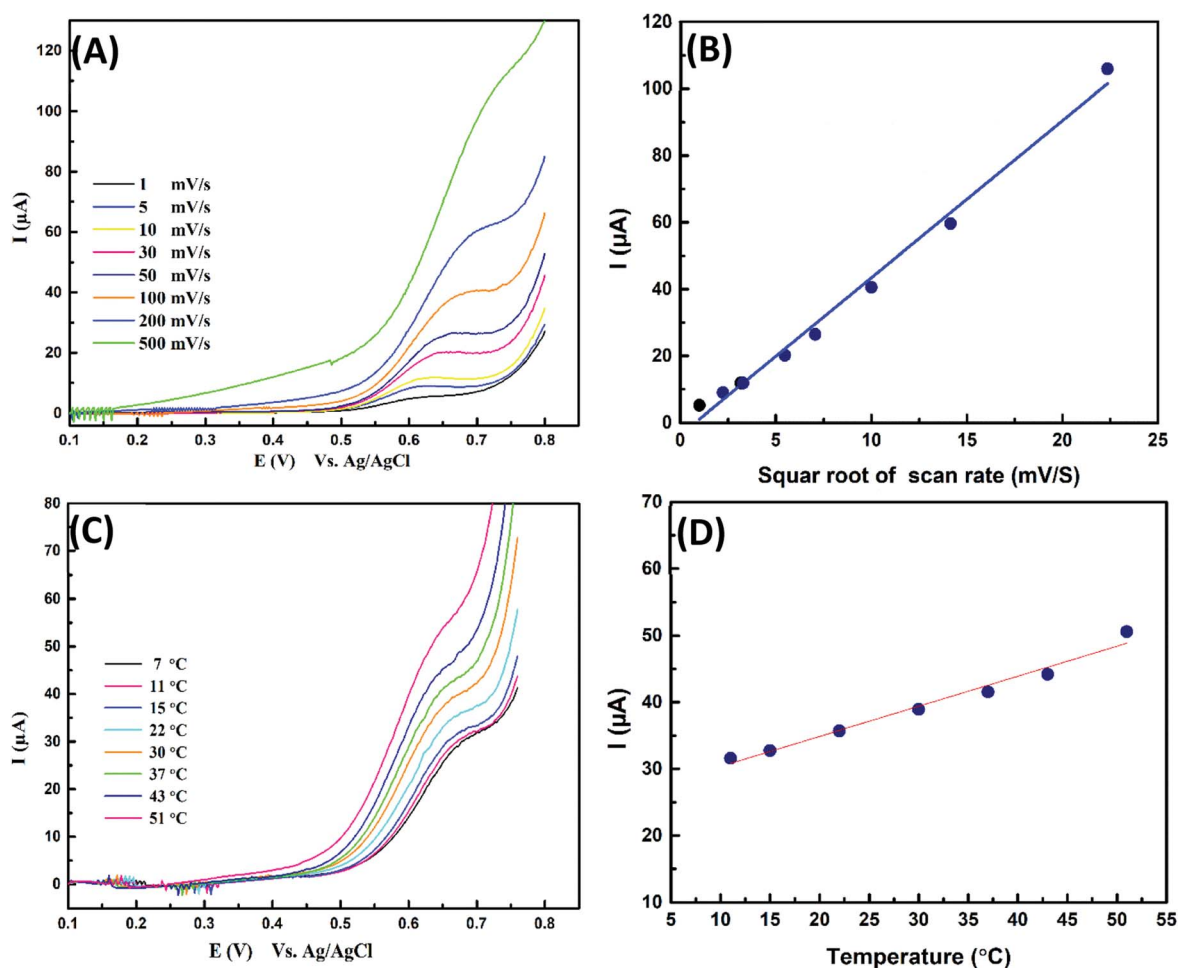 (A)
120
100
80
60
40
20
0
I (µA)
1 mV/s
5 mV/s
10 mV/s
30 mV/s
50 mV/s
100 mV/s
200 mV/s
500 mV/s
0.1 0.2 0.3 0.4 0.5 0.6 0.7 0.8
E (V) Vs. Ag/AgCl
(B)
120
100
80
60
40
20
0
I (µA)
0 5 10 15 20 25
Squar root of scan rate (mV/S)
(C)
80
70
60
50
40
30
20
10
0
I (µA)
7 °C
11 °C
15 °C
22 °C
30 °C
37 °C
43 °C
51 °C
0.1 0.2 0.3 0.4 0.5 0.6 0.7 0.8
E (V) Vs. Ag/AgCl
(D)
70
60
50
40
30
20
10
I (µA)
5 10 15 20 25 30 35 40 45 50 55
Temperature (°C)